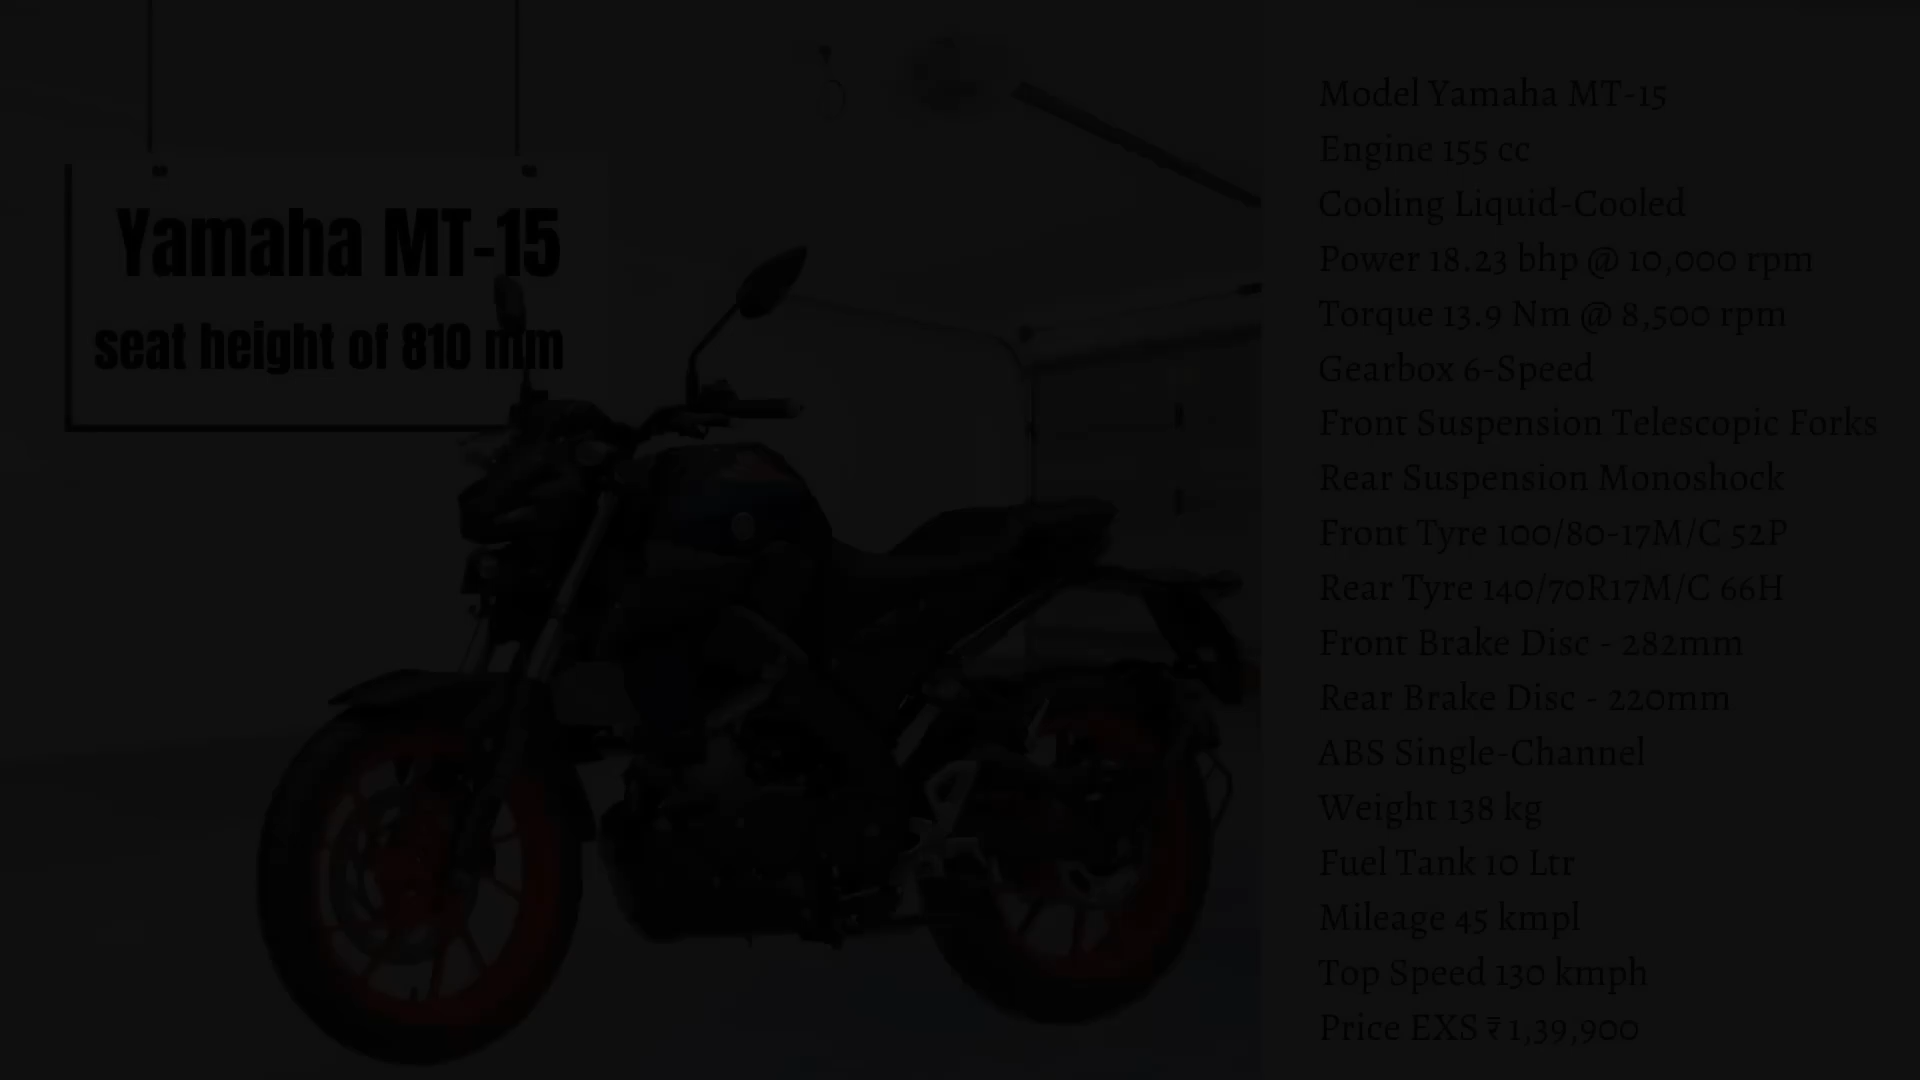 Yamaha MT-15
seat height of 810 mm
Model Yamaha MT-15
Engine 155 cc
Cooling Liquid-Cooled
Power 18.23 bhp @ 10,000 rpm
Torque 13.9 Nm @ 8,500 rpm
Gearbox 6-Speed
Front Suspension Telescopic Forks
Rear Suspension Monoshock
Front Tyre 100/80-17M/C 52P
Rear Tyre 140/70R17M/C 66H
Front Brake Disc - 282mm
Rear Brake Disc - 220mm
ABS Single-Channel
Weight 138 kg
Fuel Tank 10 Ltr
Mileage 45 kmpl
Top Speed 130 kmph
Price EXS ₹ 1,39,900